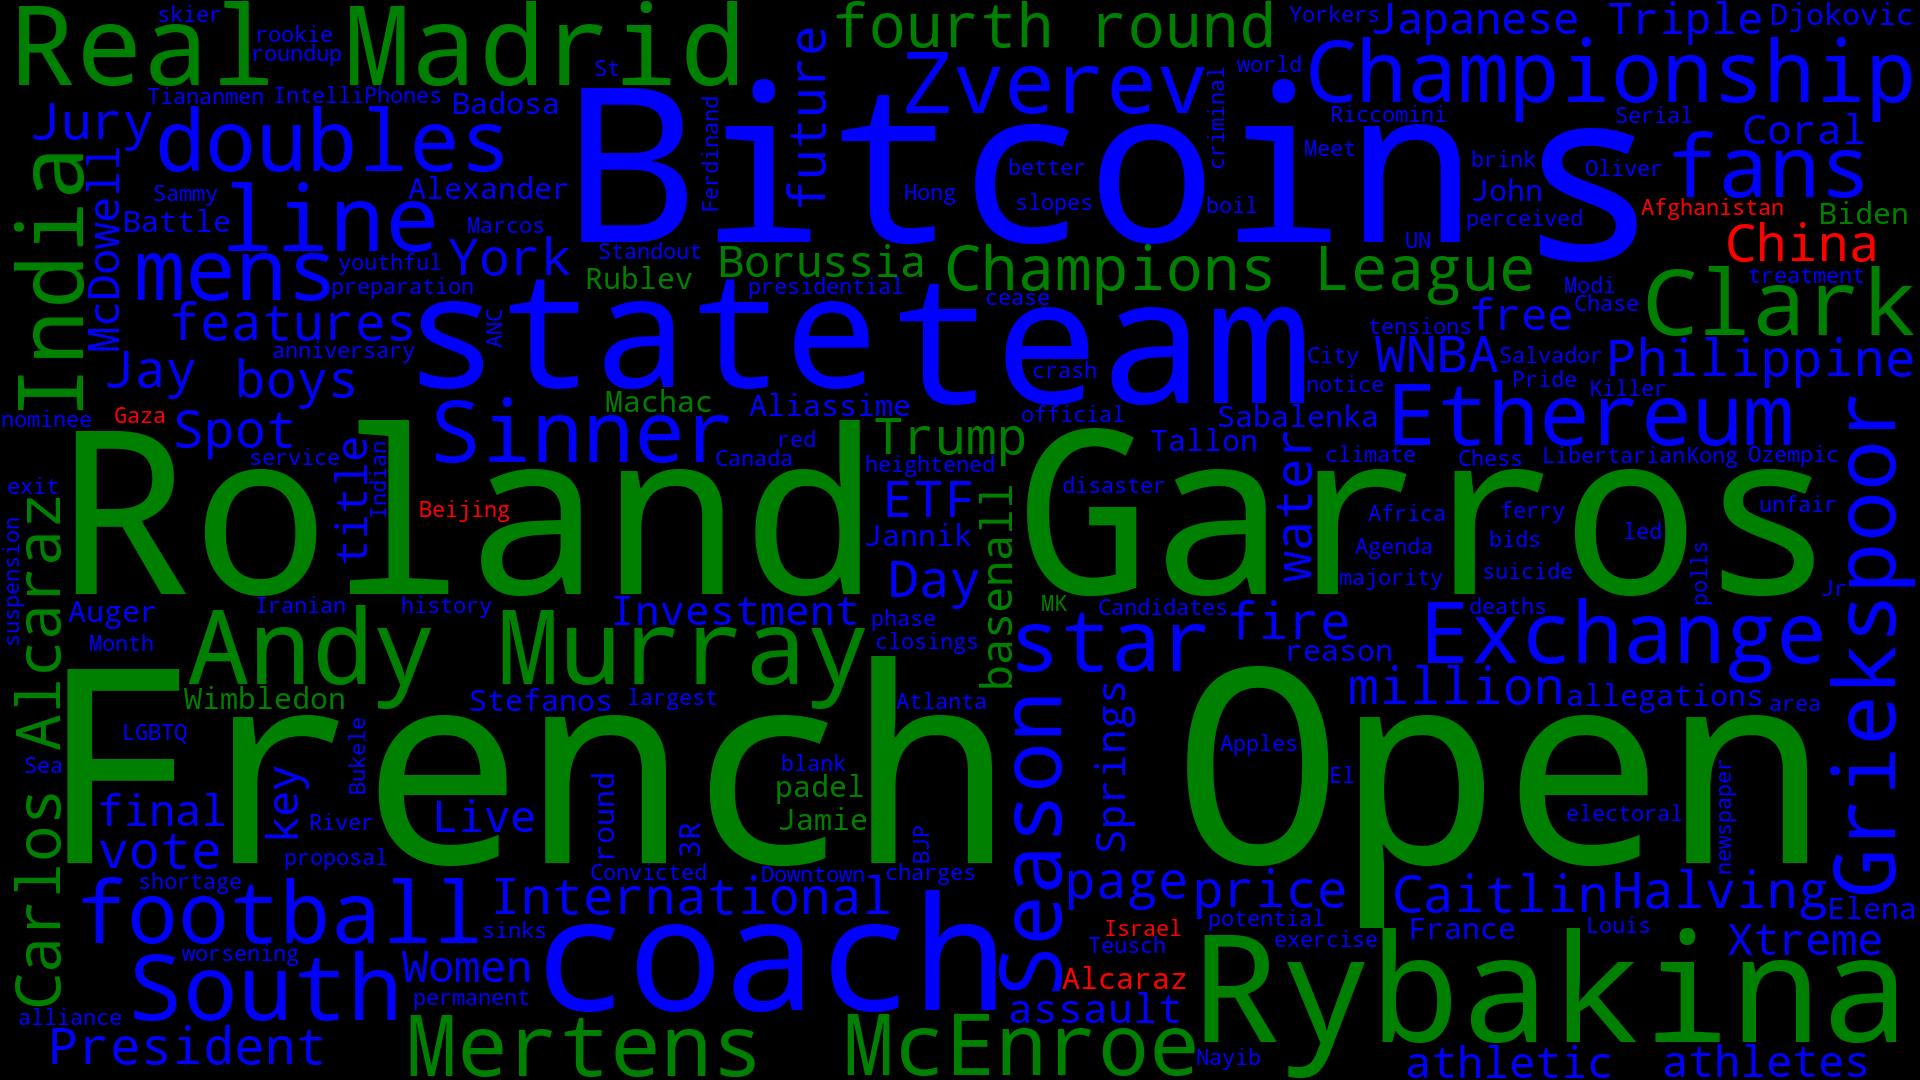 Real Madrid
skier
rookie
roundup
St
future
fourth round
Yorkers
Japanese
Triple
Djokovic
Zverev
criminal
world
Championship
Tiananmen
IntelliPhones
Badosa
Jury
doubles
Bitcoins
Ferdinand
Riccomini
Serial
Coral
fans
India
McDowell
Sammy
Alexander
Battle
line
Marcos
better
Hong
slopes
boil
Meet
brink
John
Oliver
perceived
Afghanistan
Biden
China
mens
youthful
York
Standout
preparation
Rublev
Borussia
presidential
Champions League
UN
cease
Modi
Chase
treatment
Clark
features
anniversary
state
ANC
team
crash
tensions
free
City
WNBA
Salvador
Philippine
notice
Pride
Killer
Jay
boys
nominee
Gaza
Spot
service
title
Indian
Sinner
Machac
Aliassime
red
Canada
Trump
heightened
official
Tallon
Sabalenka
Ethereum
climate
Chess
Libertarian
Kong
Ozempic
exit
suspension
Carlos Alcaraz
Roland Garros
Beijing
ETF
Jannik
Day
basenall
disaster
water
Africa
Agenda
majority
ferry
bids
suicide
led
polls
unfair
Jr
Griekspoor
Auger
Month
Iranian
history
Investment
phase
closings
MK
Candidates
star
fire
reason
deaths
Exchange
Andy Murray
Wimbledon
Stefanos
largest
Atlanta
Season
Springs
million
allegations
area
LGBTQ
Sea
French Open
Bukele
blank
padel
Jamie
Apples
El
electoral
newspaper
final
key
River
Live
round
3R
BJP
vote
proposal
shortage
Convicted
Downtown
charges
football
International
sinks
coach
page
price
Caitlin
Halving
Elena
Israel
Teusch
potential
exercise
France
Louis
Xtreme
worsening
South
Women
permanent
Alcaraz
assault
Rybakina
alliance
President
Mertens
McEnroe
Nayib
athletic
athletes